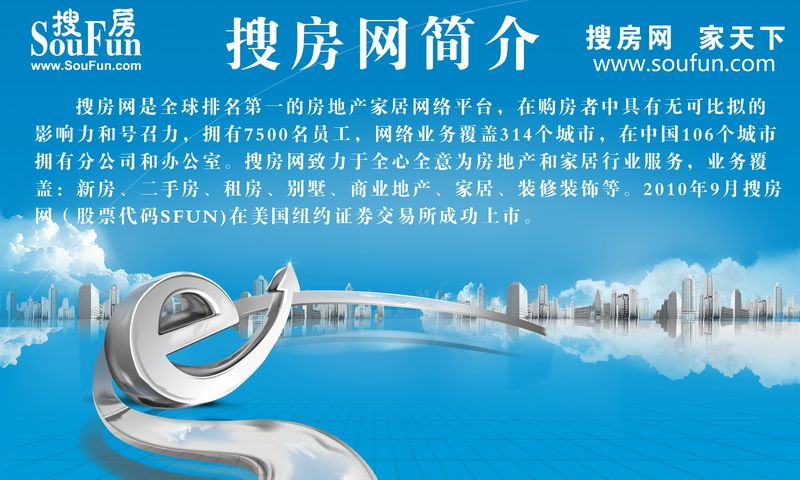 搜房
SouFun
www.SouFun.com
搜房网简介
搜房网 家天下
www.soufun.com
搜房网是全球排名第一的房地产家居网络平台，在购房者中具有无可比拟的
影响力和号召力，拥有7500名员工，网络业务覆盖314个城市，在中国106个城市
拥有分公司和办公室。搜房网致力于全心全意为房地产和家居行业服务，业务覆
盖：新房、二手房、租房、别墅、商业地产、家居、装修装饰等。2010年9月搜房
网（股票代码SFUN)在美国纽约证券交易所成功上市。